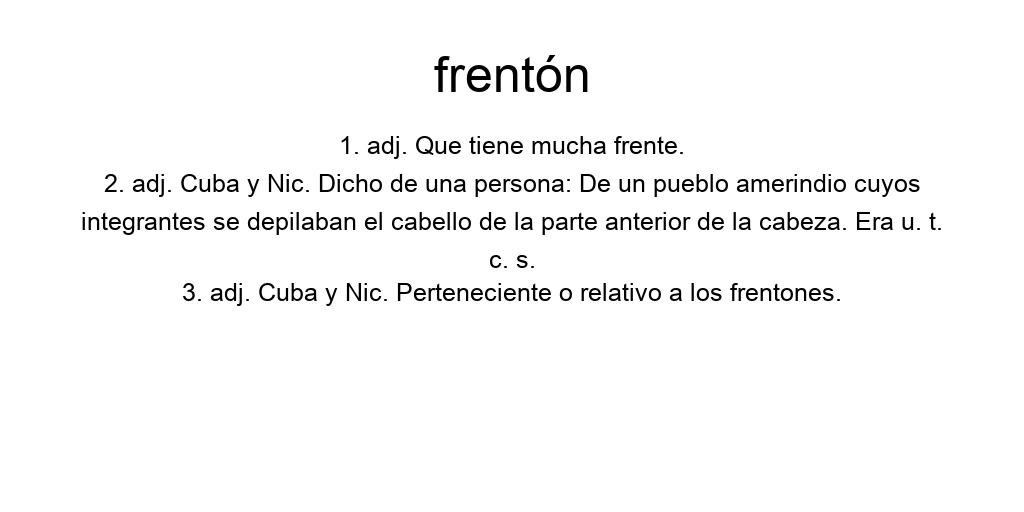 frentón
1. adj. Que tiene mucha frente.
2. adj. Cuba y Nic. Dicho de una persona: De un pueblo amerindio cuyos
integrantes se depilaban el cabello de la parte anterior de la cabeza. Era u. t.
c. s.
3. adj. Cuba y Nic. Perteneciente o relativo a los frentones.